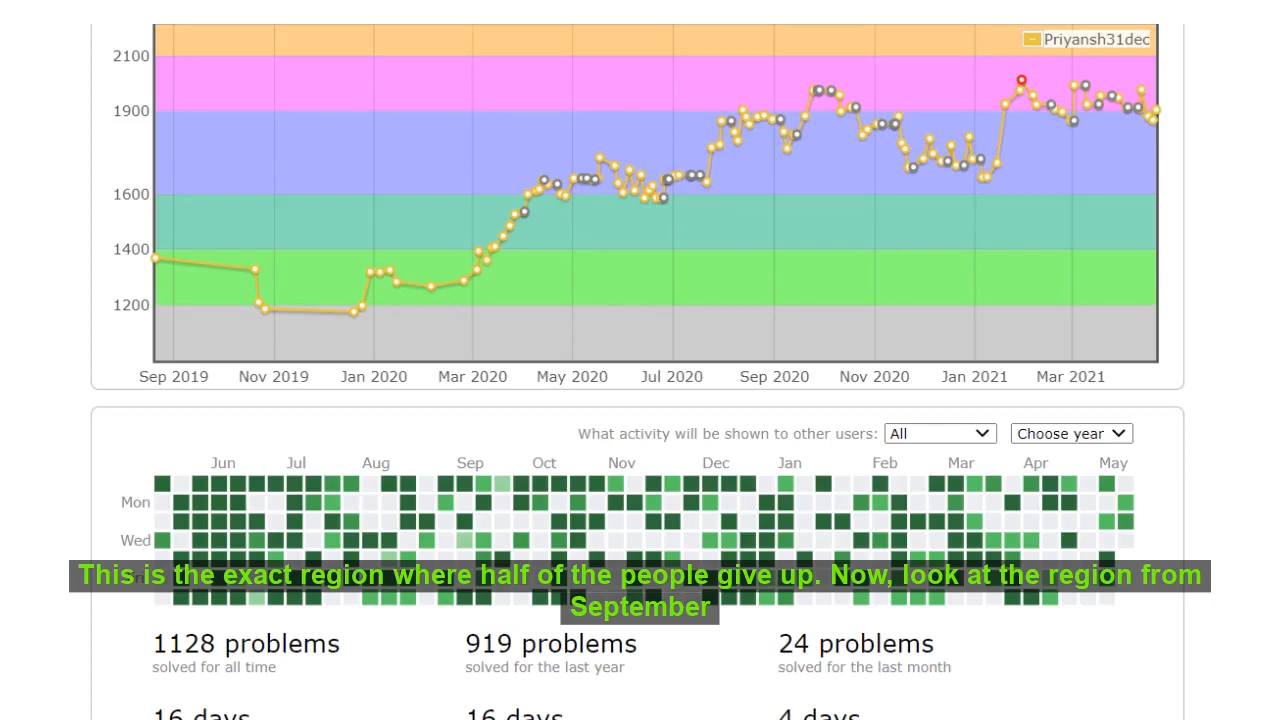 2100
Priyansh31dec
1900
1600
1400
1200
Sep 2019 Nov 2019 Jan 2020 Mar 2020 May 2020 Jul 2020 Sep 2020 Nov 2020 Jan 2021 Mar 2021
What activity will be shown to other users: All Choose year
Jun Jul Aug Sep Oct Nov Dec Jan Feb Mar Apr May
Mon
Wed
This is the exact region where half of the people give up. Now, look at the region from
September
1128 problems 919 problems 24 problems
solved for all time solved for the last year solved for the last month
16 days 16 days 4 days